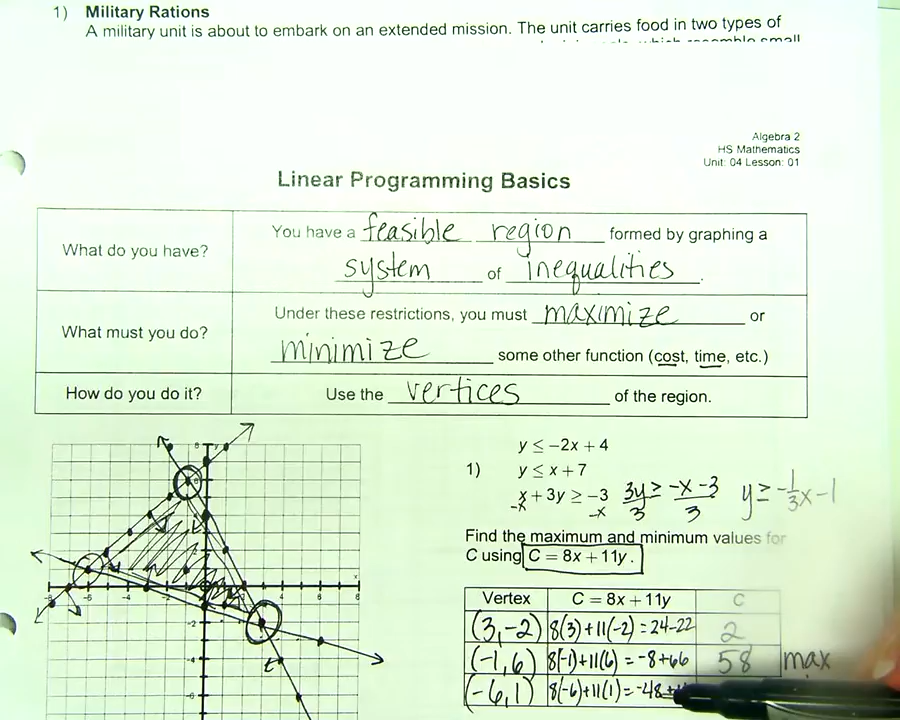 1) Military Rations
A military unit is about to embark on an extended mission. The unit carries food in two types of
Algebra 2
HS Mathematics
Unit: 04 Lesson: 01
Linear Programming Basics
What do you have?
You have a feasible region formed by graphing a
system of inequalities.
What must you do?
Under these restrictions, you must maximize or
minimize some other function (cost, time, etc.)
How do you do it?
Use the vertices of the region.
y ≤ -2x + 4
1) y ≤ x + 7
x + 3y ≥ -3 3y ≥ -x - 3 y ≥ -1/3x - 1
-x -x 3 3
Find the maximum and minimum values for
C using C = 8x + 11y.
Vertex C = 8x + 11y C
(3,-2) 8(3)+11(-2) = 24-22 2
(-1,6) 8(-1)+11(6) = -8+66 58 max
(-6,1) 8(-6)+11(1) = -48+